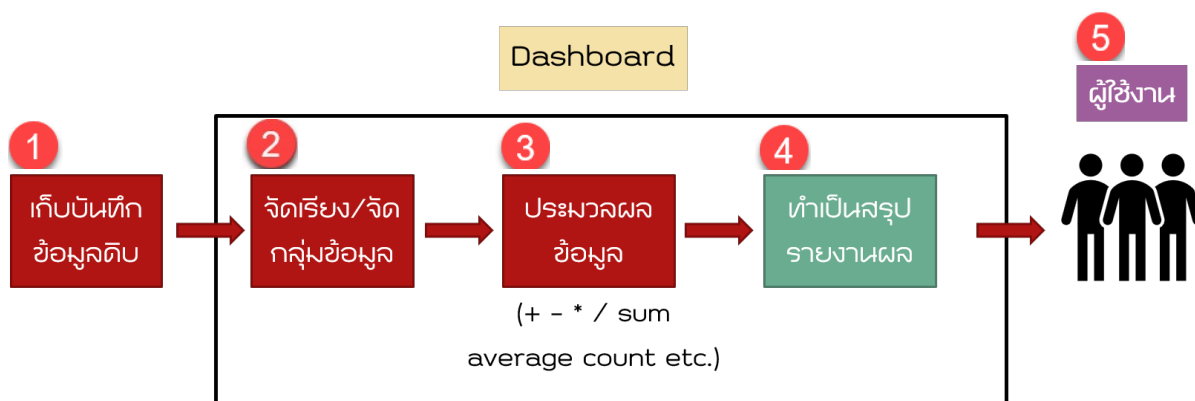 Dashboard
5
ผู้ใช้งาน
1
เก็บบันทึก
ข้อมูลดิบ
2
จัดเรียง/จัด
กลุ่มข้อมูล
3
ประมวลผล
ข้อมูล
(+ - * / sum
average count etc.)
4
ทำเป็นสรุป
รายงานผล